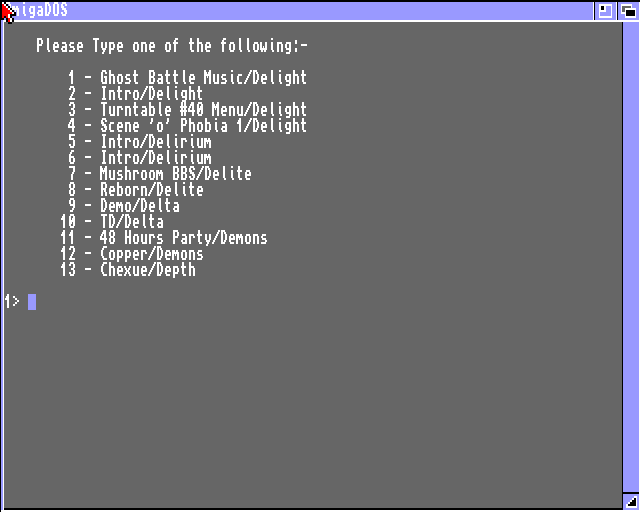 migaDOS
Please Type one of the following:-
1 - Ghost Battle Music/Delight
2 - Intro/Delight
3 - Turntable #40 Menu/Delight
4 - Scene 'o' Phobia 1/Delight
5 - Intro/Delirium
6 - Intro/Delirium
7 - Mushroom BBS/Delite
8 - Reborn/Delite
9 - Demo/Delta
10 - TD/Delta
11 - 48 Hours Party/Demons
12 - Copper/Demons
13 - Chexue/Depth
1>